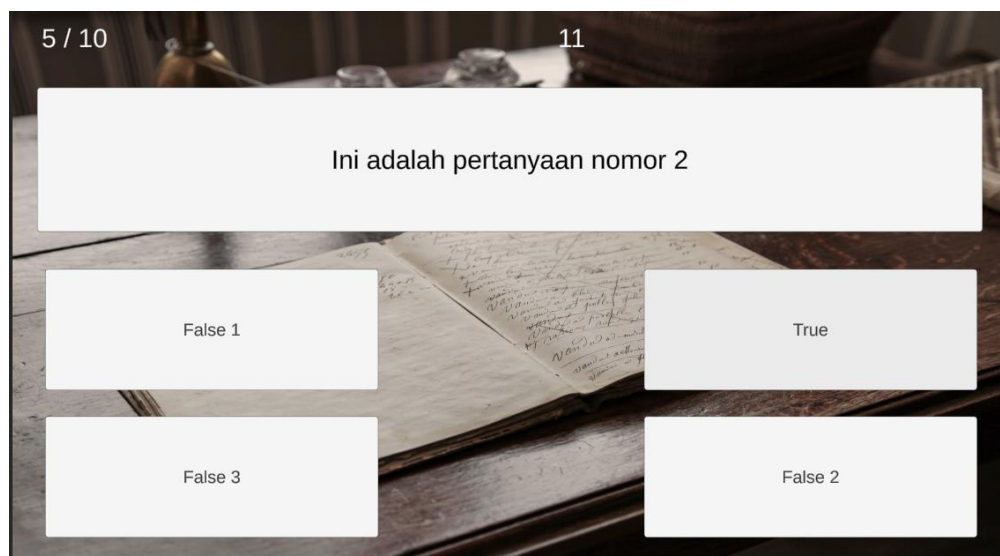 5 / 10
11
Ini adalah pertanyaan nomor 2
False 1
True
False 3
False 2